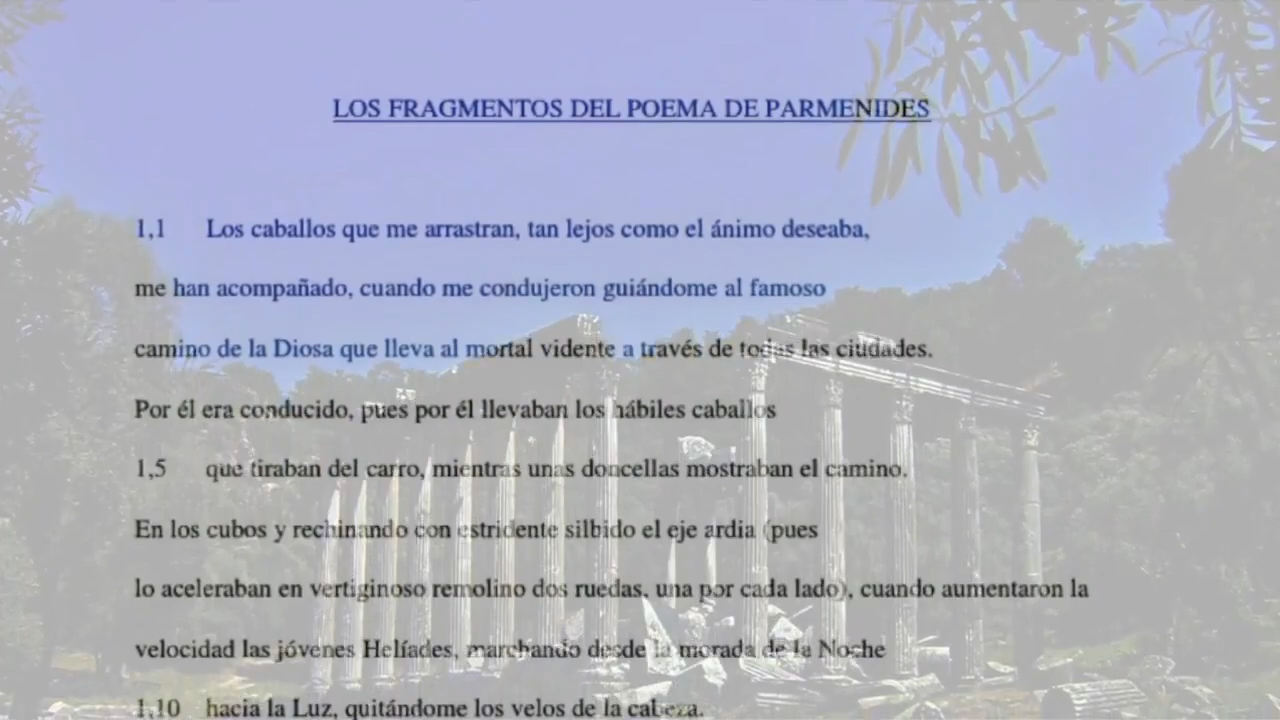 LOS FRAGMENTOS DEL POEMA DE PARMENIDES
1,1 Los caballos que me arrastran, tan lejos como el ánimo deseaba,
me han acompañado, cuando me condujeron guiándome al famoso
camino de la Diosa que lleva al mortal vidente a través de todas las ciudades.
Por él era conducido, pues por él llevaban los hábiles caballos
1,5 que tiraban del carro, mientras unas doncellas mostraban el camino.
En los cubos y rechinando con estridente silbido el eje ardia (pues
lo aceleraban en vertiginoso remolino dos ruedas, una por cada lado), cuando aumentaron la
velocidad las jóvenes Helíades, marchando desde la morada de la Noche
1,10 hacia la Luz, quitándome los velos de la cabeza.